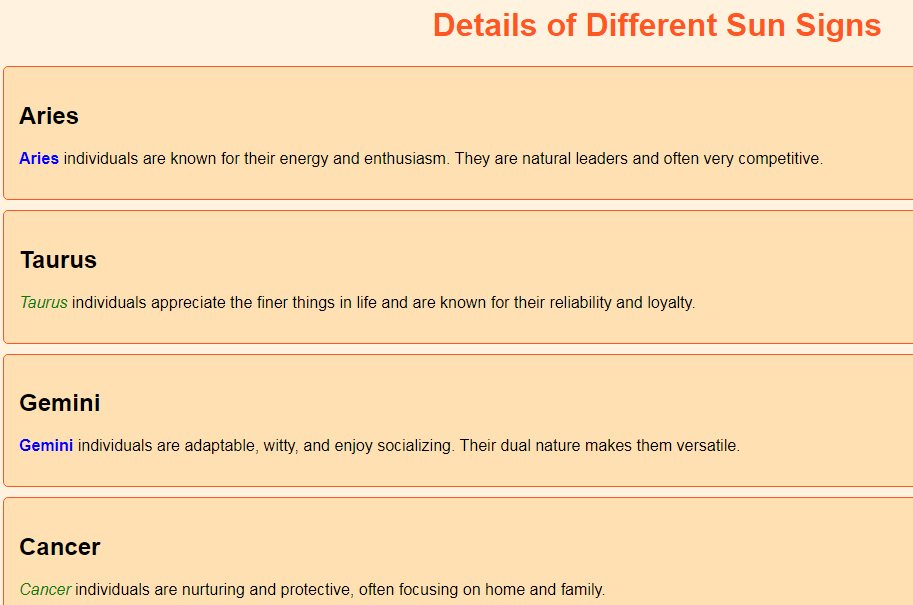 Details of Different Sun Signs
Aries
Aries individuals are known for their energy and enthusiasm. They are natural leaders and often very competitive.
Taurus
Taurus individuals appreciate the finer things in life and are known for their reliability and loyalty.
Gemini
Gemini individuals are adaptable, witty, and enjoy socializing. Their dual nature makes them versatile.
Cancer
Cancer individuals are nurturing and protective, often focusing on home and family.